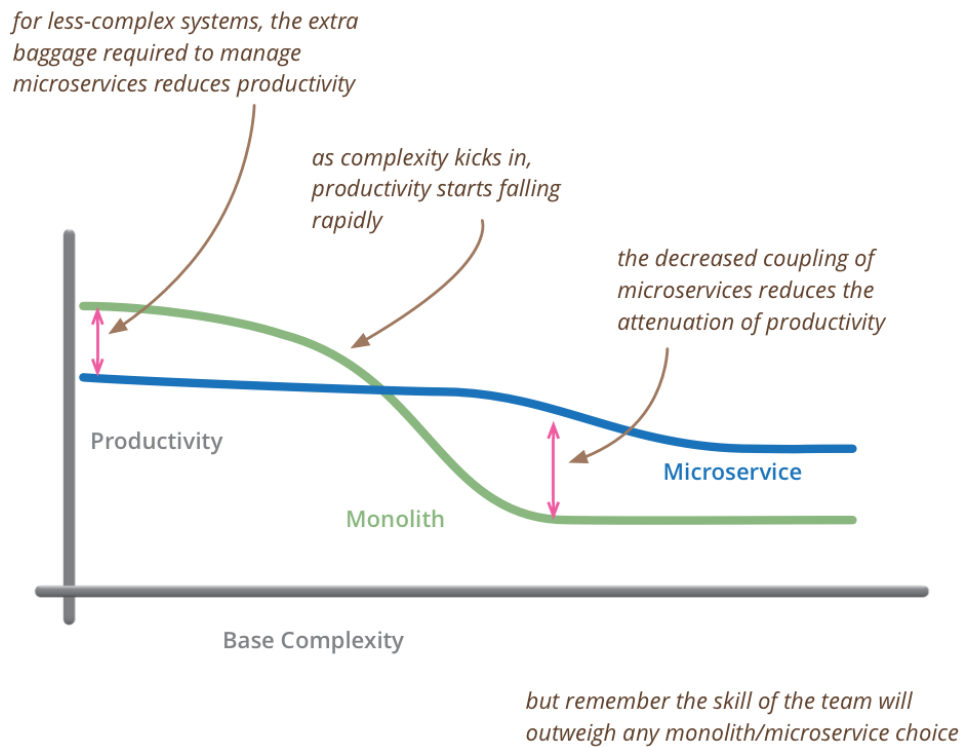 for less-complex systems, the extra
baggage required to manage
microservices reduces productivity
as complexity kicks in,
productivity starts falling
rapidly
the decreased coupling of
microservices reduces the
attenuation of productivity
Productivity
Microservice
Monolith
Base Complexity
but remember the skill of the team will
outweigh any monolith/microservice choice